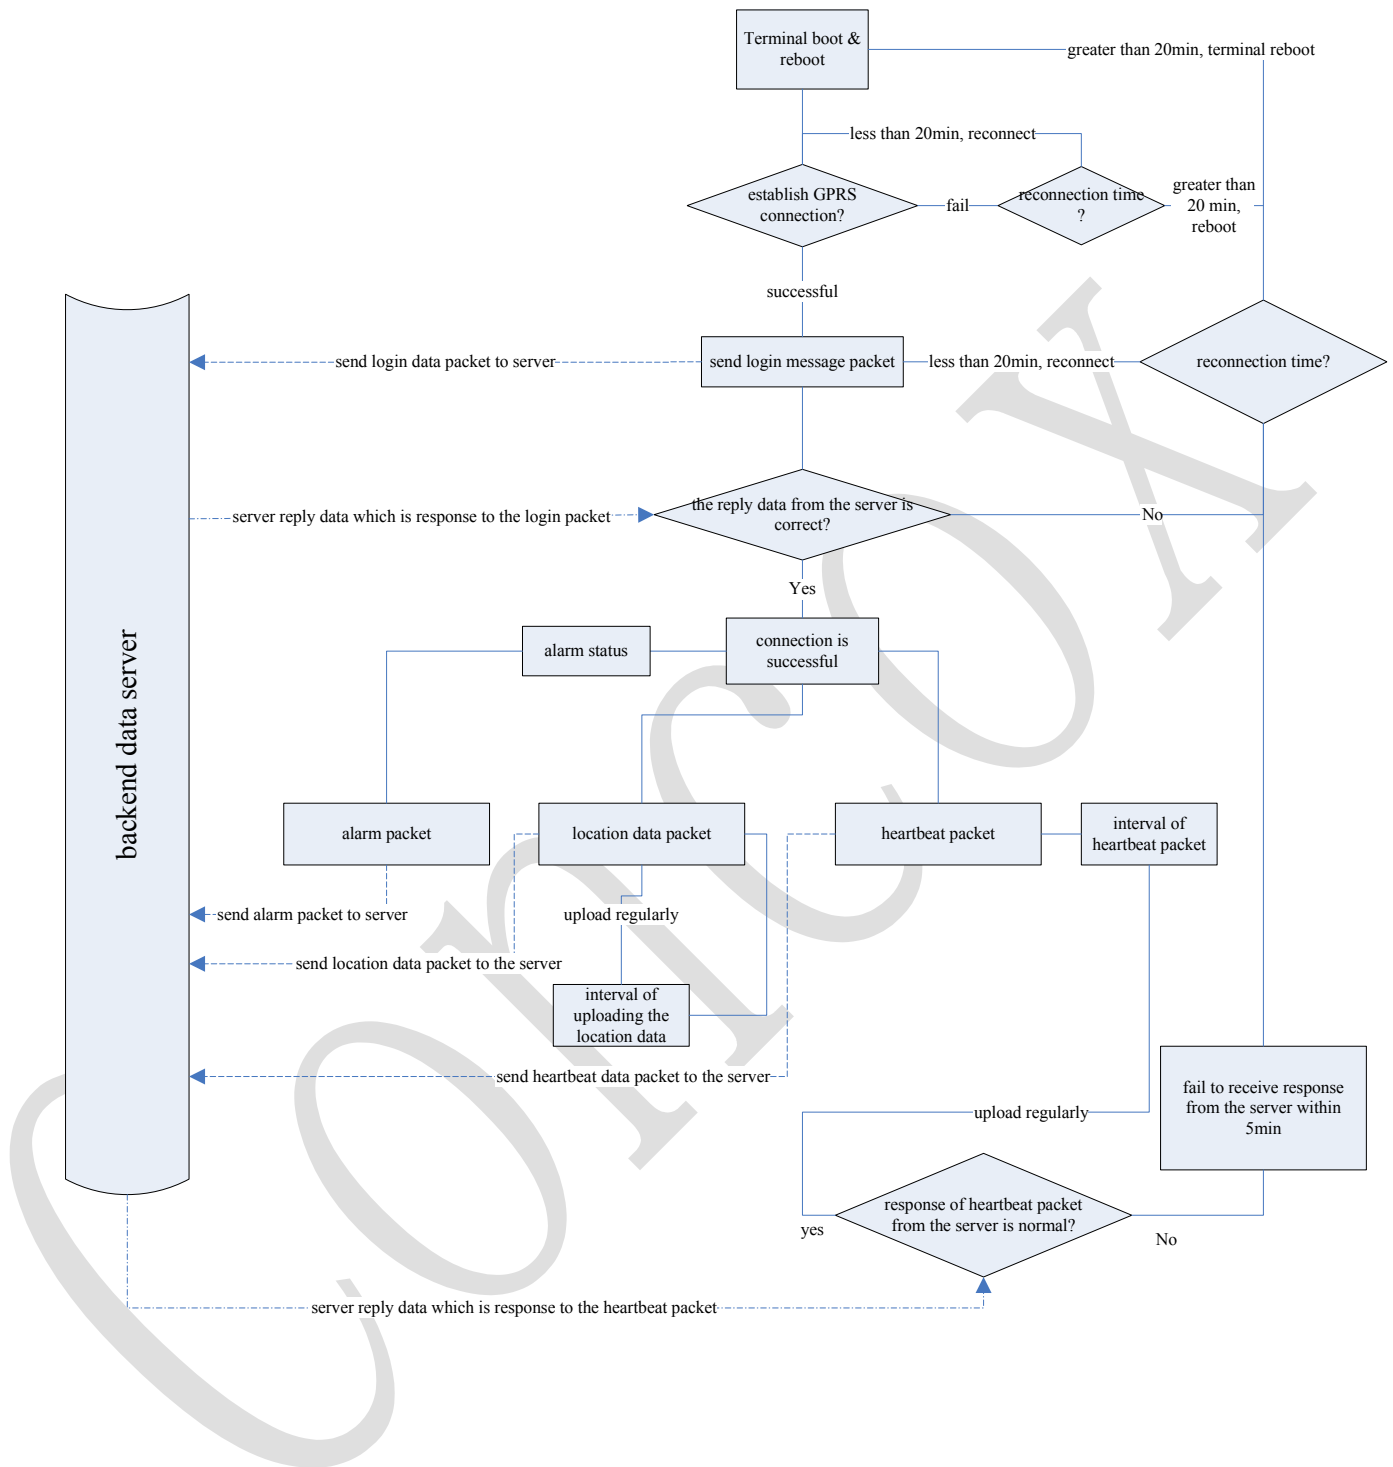 Terminal boot &
reboot
greater than 20min, terminal reboot
less than 20min, reconnect
establish GPRS
connection?
fail
reconnection time
?
greater than
20 min,
reboot
successful
send login data packet to server
send login message packet
less than 20min, reconnect
reconnection time?
server reply data which is response to the login packet
the reply data from the server is
correct?
No
Yes
alarm status
connection is
successful
backend data server
alarm packet
location data packet
heartbeat packet
interval of
heartbeat packet
send alarm packet to server
upload regularly
send location data packet to the server
interval of
uploading the
location data
send heartbeat data packet to the server
upload regularly
fail to receive response
from the server within
5min
response of heartbeat packet
from the server is normal?
yes
No
server reply data which is response to the heartbeat packet
Concox